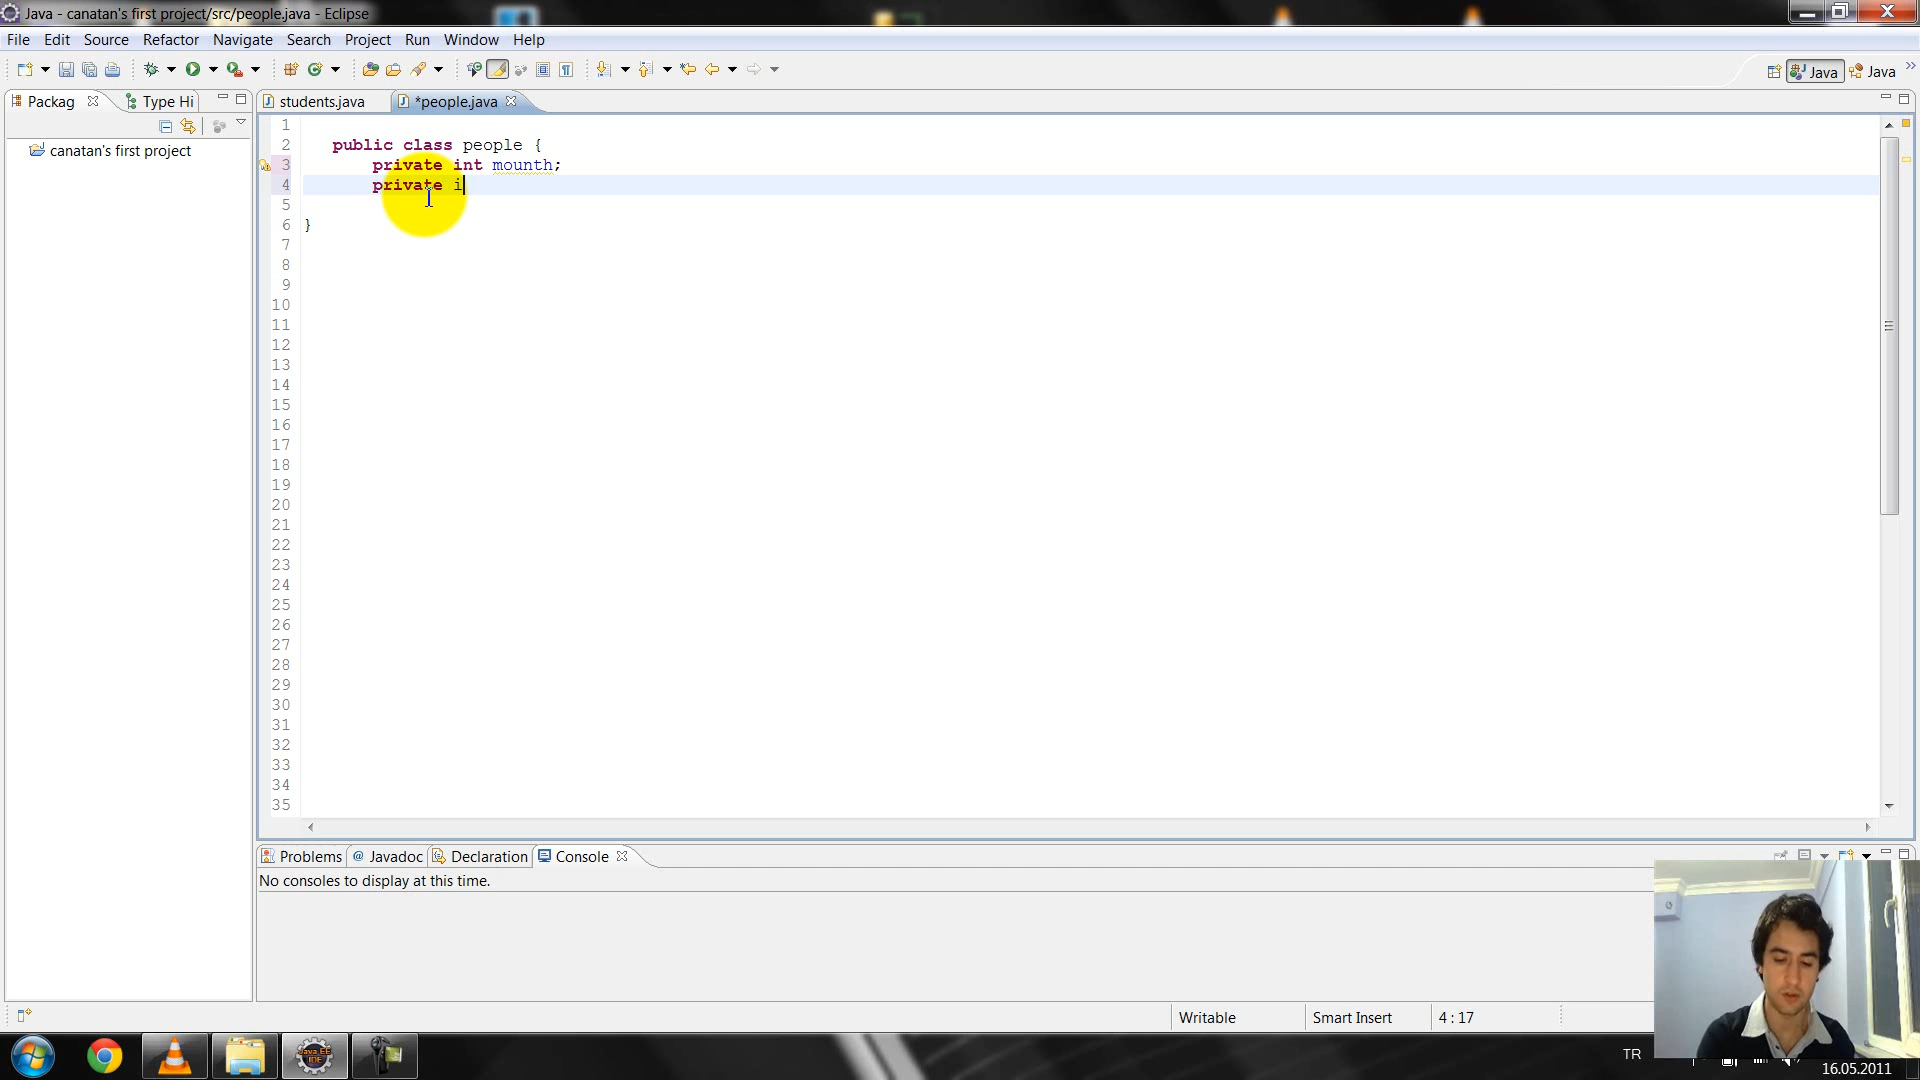 Java - canatan's first project/src/people.java - Eclipse
File Edit Source Refactor Navigate Search Project Run Window Help
Java Java
Packag Type Hi
students.java *people.java
canatan's first project
1
2 public class people {
3 private int mounth;
4 private i
5
6 }
7
8
9
10
11
12
13
14
15
16
17
18
19
20
21
22
23
24
25
26
27
28
29
30
31
32
33
34
35
Problems @ Javadoc Declaration Console
No consoles to display at this time.
Writable Smart Insert 4 : 17
Java EE
IDE
TR
16.05.2011